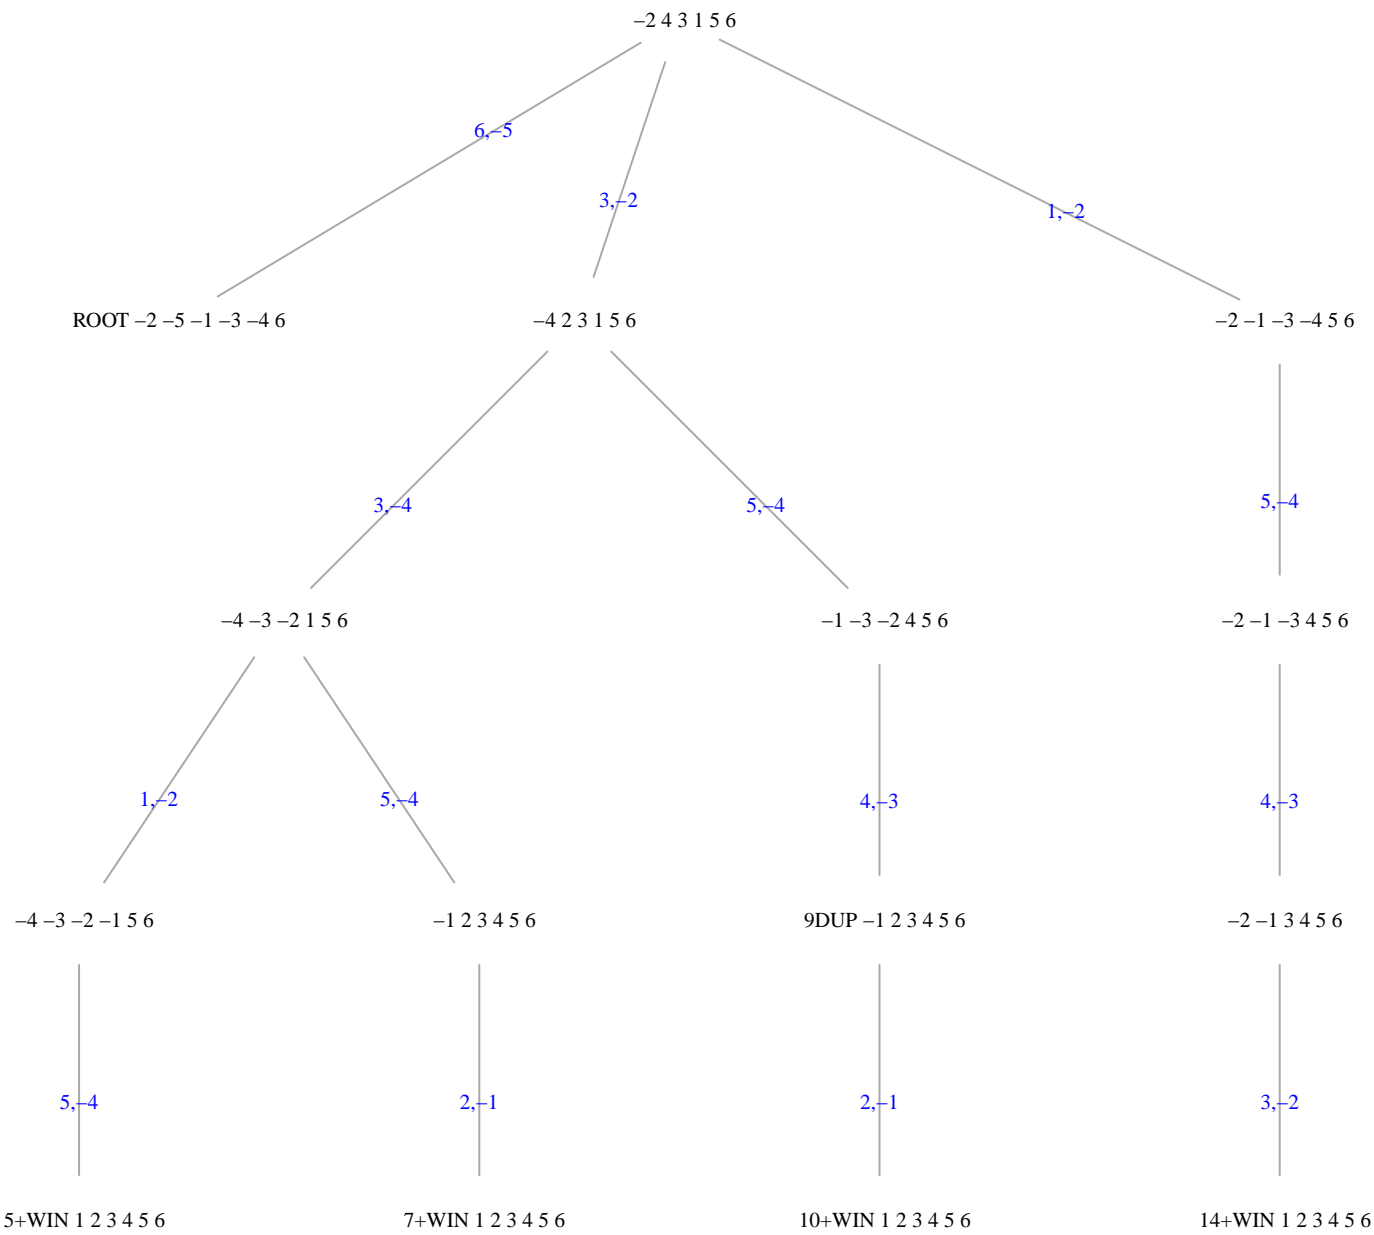 –2 4 3 1 5 6
6,–5
3,–2
1,–2
ROOT –2 –5 –1 –3 –4 6
–4 2 3 1 5 6
–2 –1 –3 –4 5 6
3,–4
5,–4
5,–4
–4 –3 –2 1 5 6
–1 –3 –2 4 5 6
–2 –1 –3 4 5 6
1,–2
5,–4
4,–3
4,–3
–4 –3 –2 –1 5 6
–1 2 3 4 5 6
9DUP –1 2 3 4 5 6
–2 –1 3 4 5 6
5,–4
2,–1
2,–1
3,–2
5+WIN 1 2 3 4 5 6
7+WIN 1 2 3 4 5 6
10+WIN 1 2 3 4 5 6
14+WIN 1 2 3 4 5 6